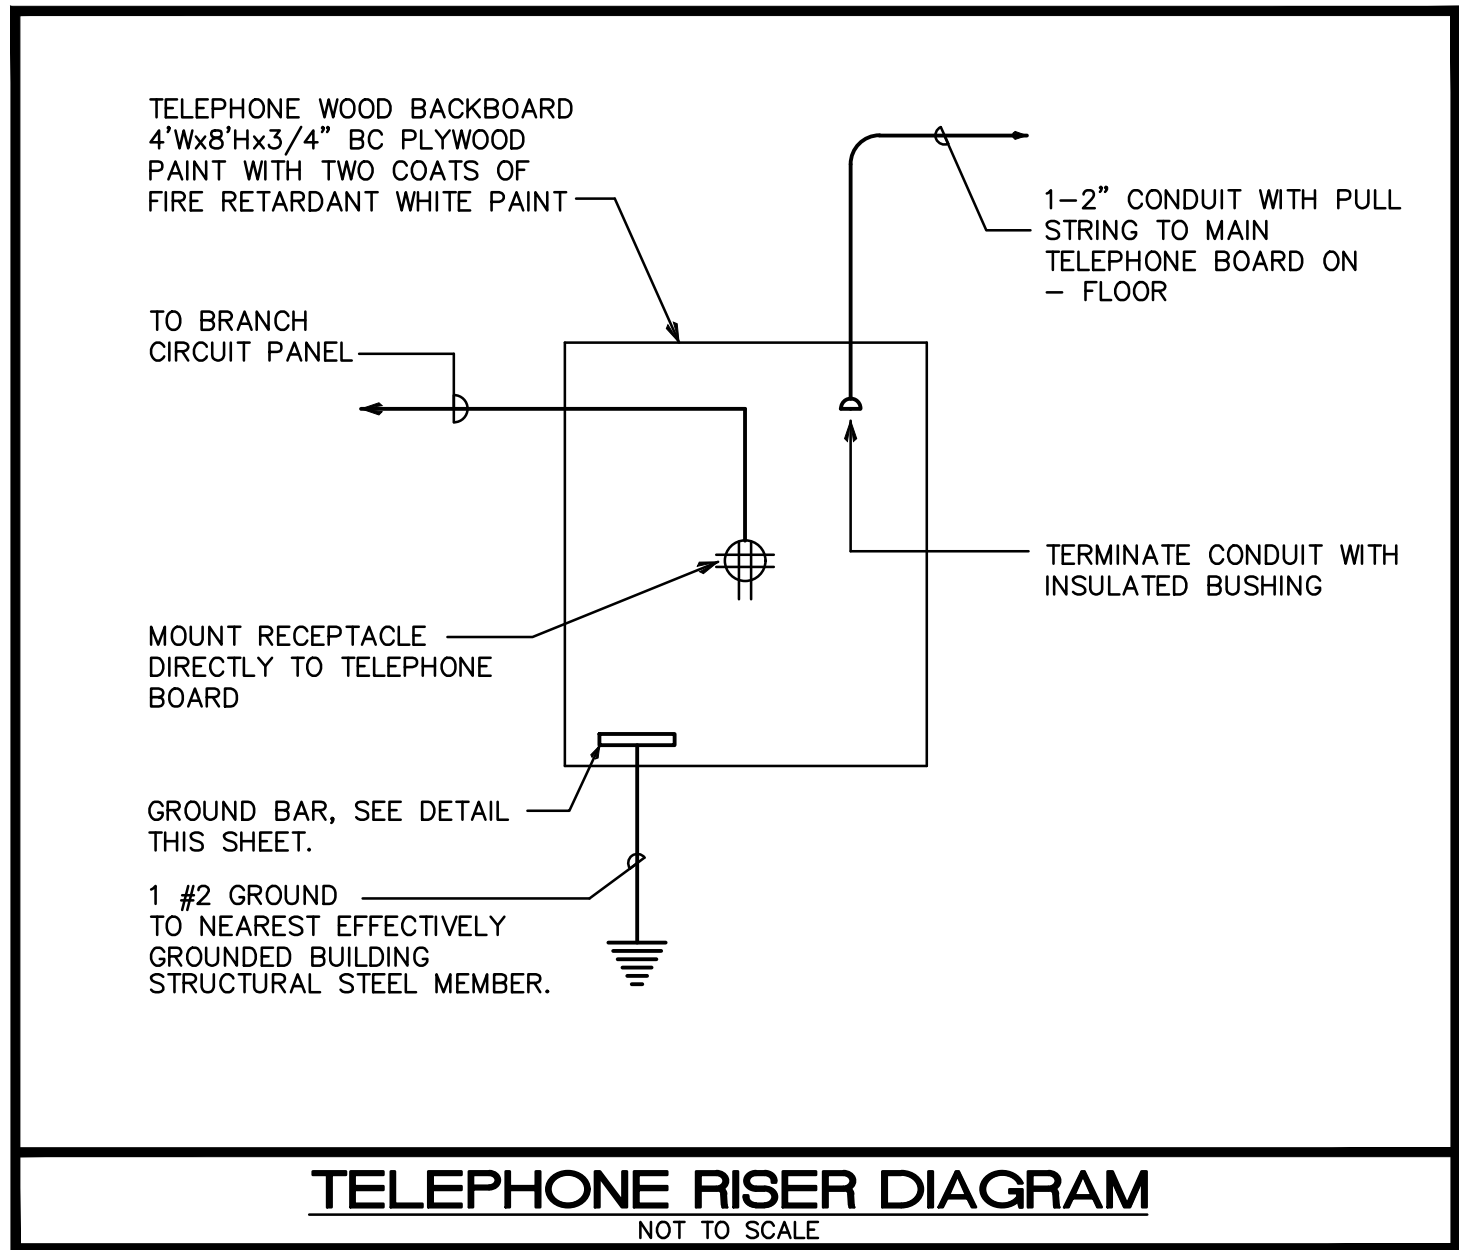 TELEPHONE WOOD BACKBOARD
4'Wx8'Hx3/4" BC PLYWOOD
PAINT WITH TWO COATS OF
FIRE RETARDANT WHITE PAINT
1-2" CONDUIT WITH PULL
STRING TO MAIN
TELEPHONE BOARD ON
- FLOOR
TO BRANCH
CIRCUIT PANEL
TERMINATE CONDUIT WITH
INSULATED BUSHING
MOUNT RECEPTACLE
DIRECTLY TO TELEPHONE
BOARD
GROUND BAR, SEE DETAIL
THIS SHEET.
1 #2 GROUND
TO NEAREST EFFECTIVELY
GROUNDED BUILDING
STRUCTURAL STEEL MEMBER.
TELEPHONE RISER DIAGRAM
NOT TO SCALE